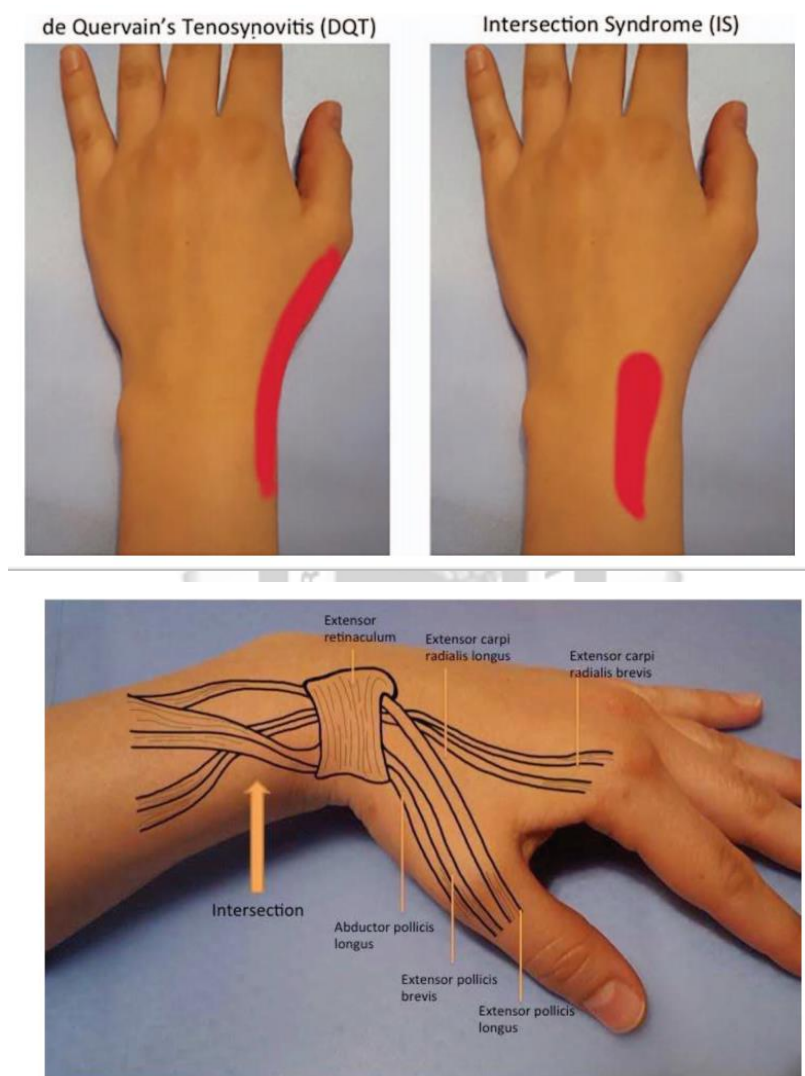 de Quervain's Tenosynovitis (DQT)
Intersection Syndrome (IS)
Extensor
retinaculum
Extensor carpi
radialis longus
Extensor carpi
radialis brevis
Intersection
Abductor pollicis
longus
Extensor pollicis
brevis
Extensor pollicis
longus